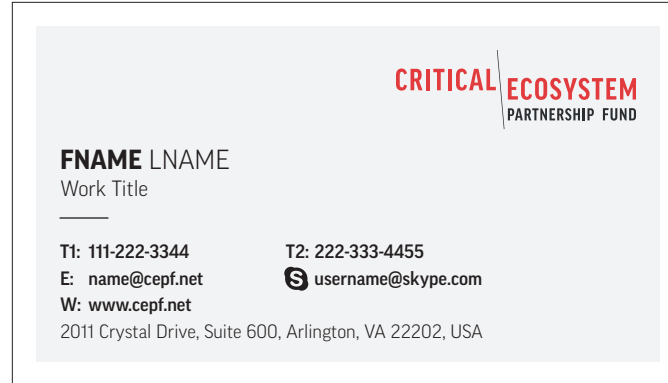 CRITICAL ECOSYSTEM
PARTNERSHIP FUND
FNAME LNAME
Work Title
T1: 111-222-3344 T2: 222-333-4455
E: name@cepf.net username@skype.com
W: www.cepf.net
2011 Crystal Drive, Suite 600, Arlington, VA 22202, USA